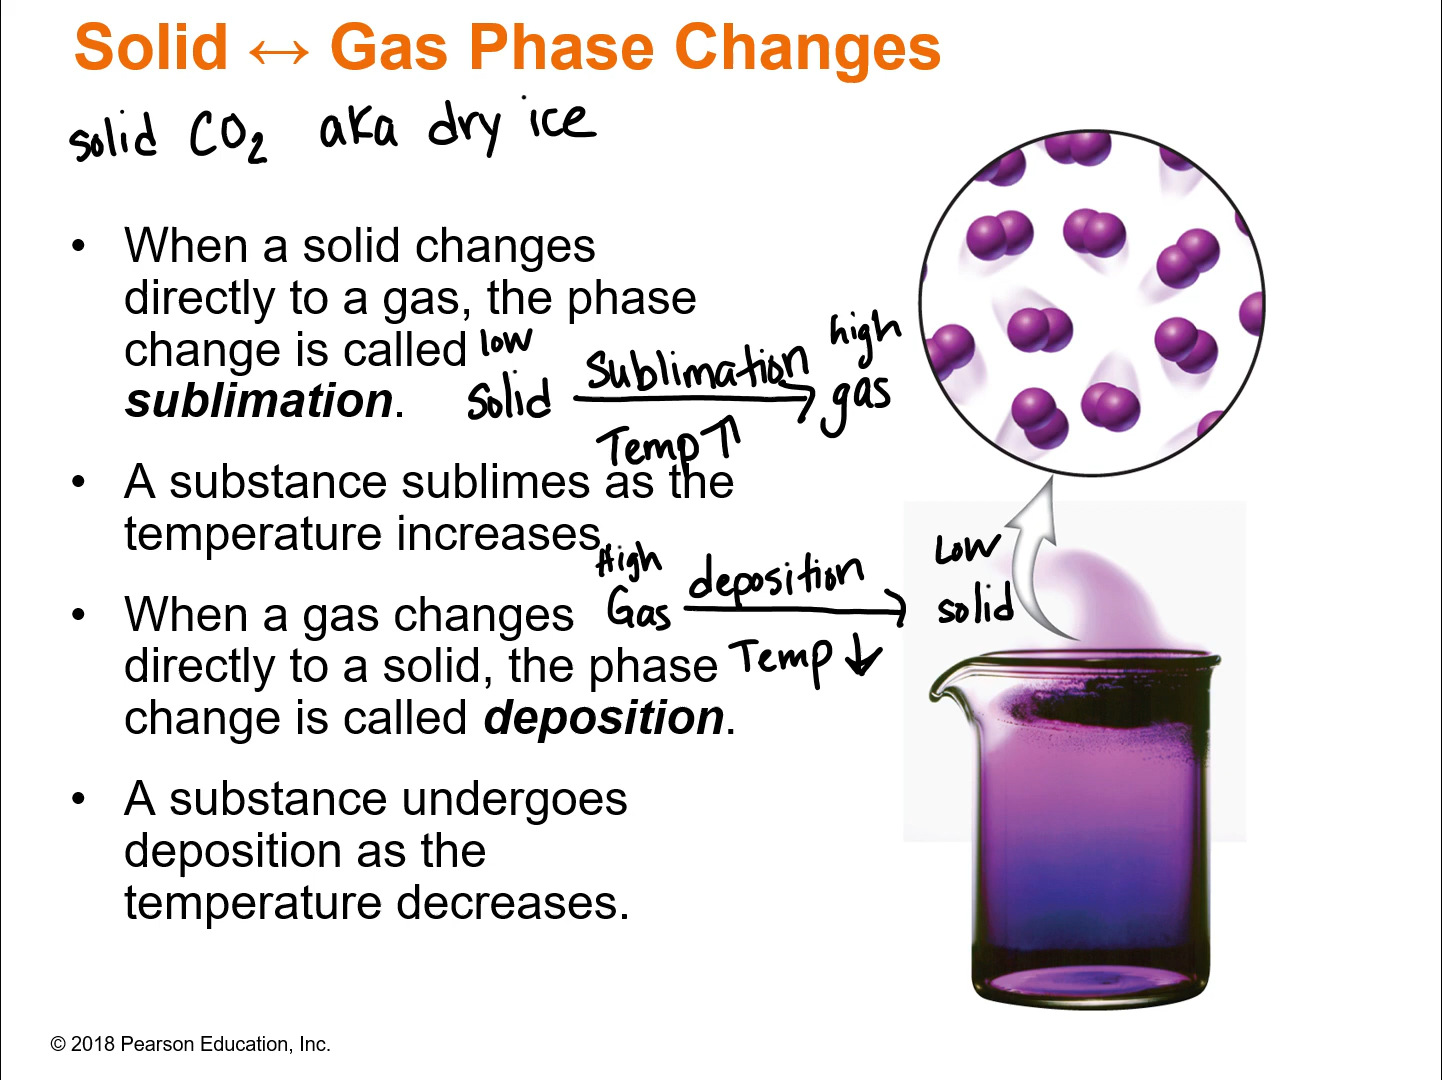 Solid ↔ Gas Phase Changes
solid CO₂ aka dry ice
• When a solid changes
directly to a gas, the phase
change is called
sublimation.
low high
Solid Sublimation gas
Temp ↑
• A substance sublimes as the
temperature increases.
High Low
Gas deposition solid
Temp ↓
• When a gas changes
directly to a solid, the phase
change is called deposition.
• A substance undergoes
deposition as the
temperature decreases.
© 2018 Pearson Education, Inc.